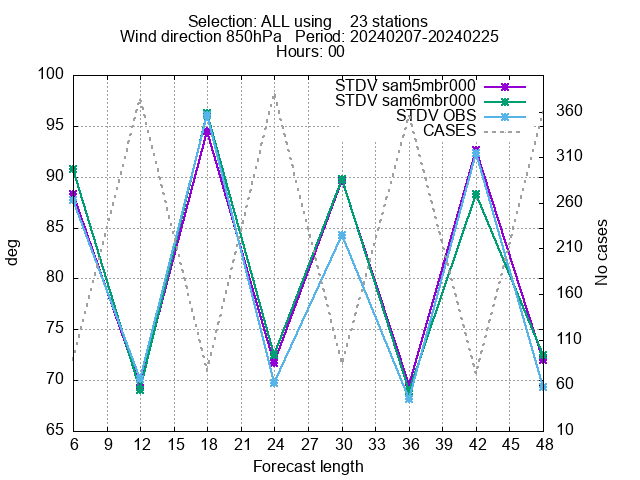 Selection: ALL using 23 stations
Wind direction 850hPa Period: 20240207-20240225
Hours: 00
STDV sam5mbr000
STDV sam6mbr000
STDV OBS
CASES
100
95
90
85
80
75
70
65
360
310
260
210
160
110
60
10
deg
No cases
6 9 12 15 18 21 24 27 30 33 36 39 42 45 48
Forecast length